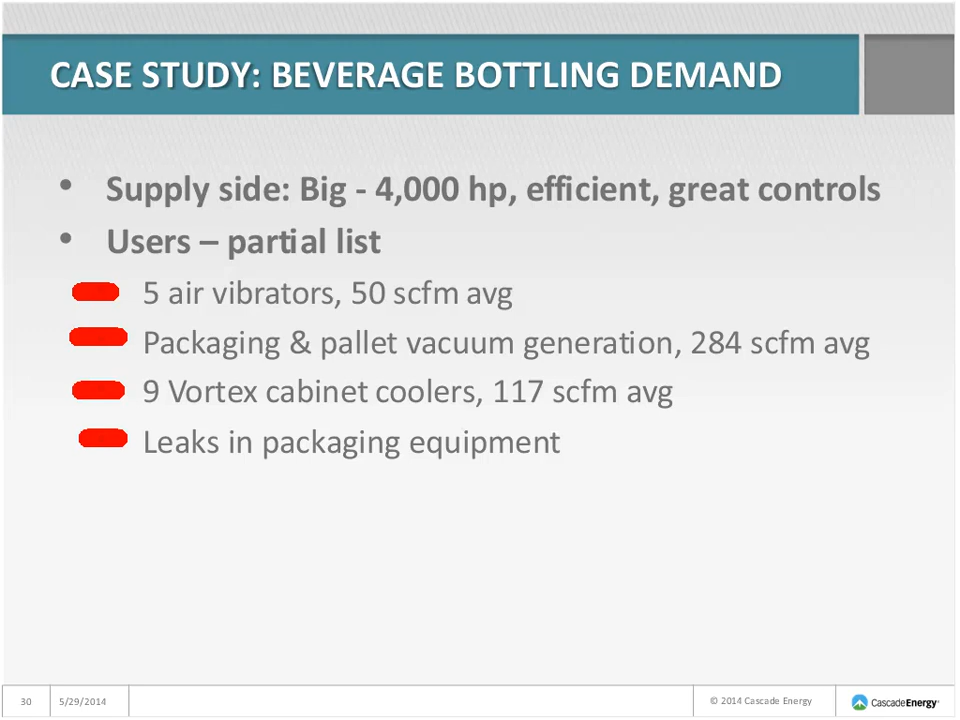 CASE STUDY: BEVERAGE BOTTLING DEMAND
• Supply side: Big - 4,000 hp, efficient, great controls
• Users – partial list
5 air vibrators, 50 scfm avg
Packaging & pallet vacuum generation, 284 scfm avg
9 Vortex cabinet coolers, 117 scfm avg
Leaks in packaging equipment
30 5/29/2014 © 2014 Cascade Energy CascadeEnergy